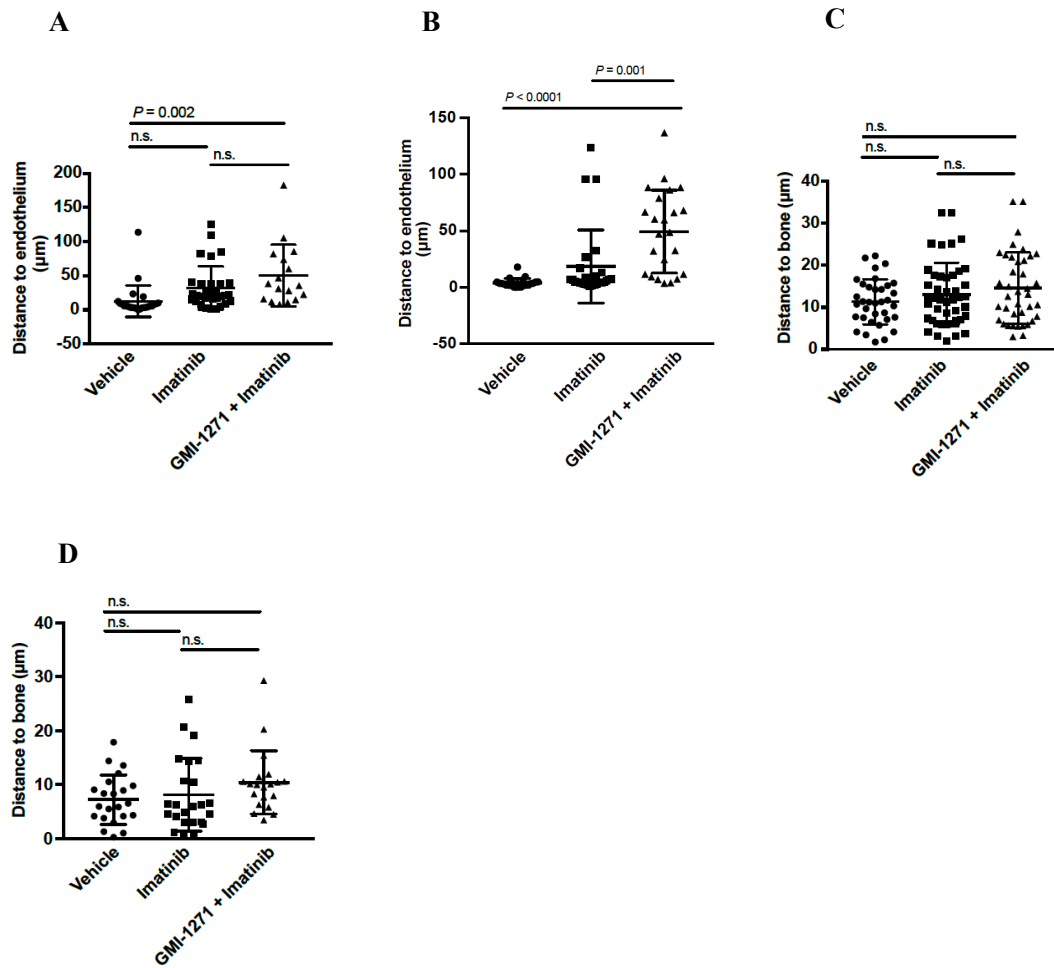 A
P = 0.002
n.s.
n.s.
Distance to endothelium
(µm)
200
150
100
50
0
-50
Vehicle
Imatinib
GMI-1271 + Imatinib
B
P = 0.001
P < 0.0001
Distance to endothelium
(µm)
150
100
50
0
-50
Vehicle
Imatinib
GMI-1271 + Imatinib
C
n.s.
n.s.
n.s.
Distance to bone (µm)
40
30
20
10
0
Vehicle
Imatinib
GMI-1271 + Imatinib
D
n.s.
n.s.
n.s.
Distance to bone (µm)
40
30
20
10
0
Vehicle
Imatinib
GMI-1271 + Imatinib